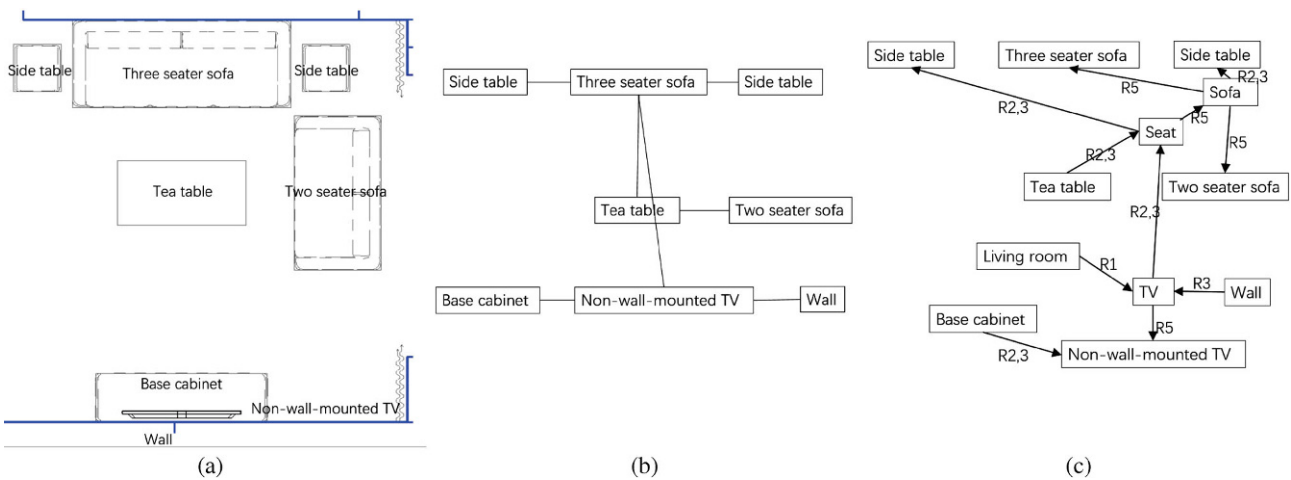 Side table
Three seater sofa
Side table
Tea table
Two seater sofa
Base cabinet
Non-wall-mounted TV
Wall
(a)
Side table
Three seater sofa
Side table
Tea table
Two seater sofa
Base cabinet
Non-wall-mounted TV
Wall
(b)
Side table
Three seater sofa
Side table
R2,3
R5
Sofa
R2,3
R5
Seat
R5
R2,3
Tea table
Two seater sofa
R2,3
Living room
R1
TV
R3
Wall
Base cabinet
R5
R2,3
Non-wall-mounted TV
(c)